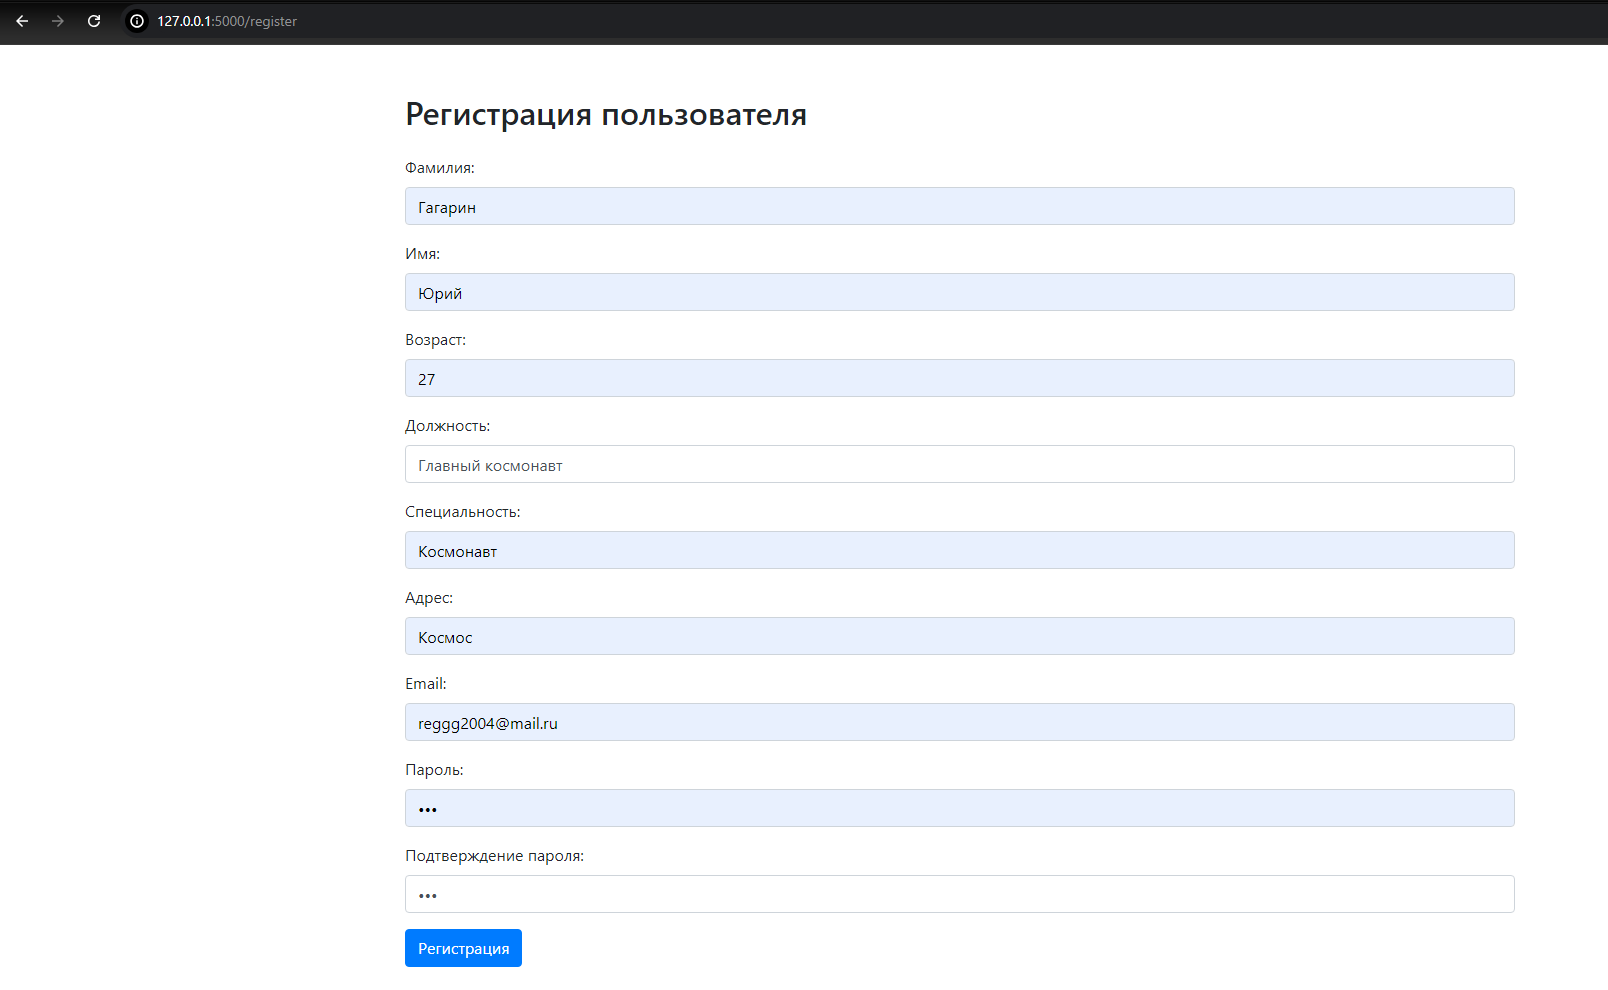 127.0.0.1:5000/register
Регистрация пользователя
Фамилия:
Гагарин
Имя:
Юрий
Возраст:
27
Должность:
Главный космонавт
Специальность:
Космонавт
Адрес:
Космос
Email:
reggg2004@mail.ru
Пароль:
•••
Подтверждение пароля:
•••
Регистрация